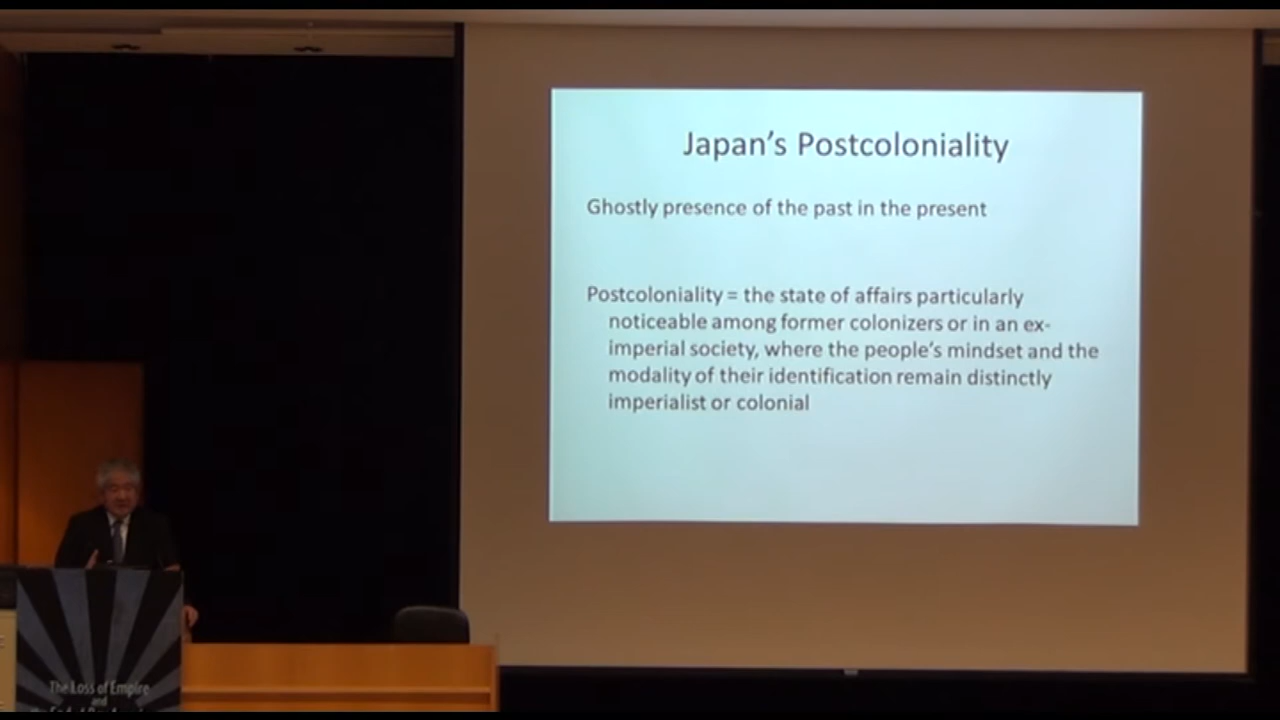 Japan's Postcoloniality
Ghostly presence of the past in the present
Postcoloniality = the state of affairs particularly
noticeable among former colonizers or in an ex-
imperial society, where the people's mindset and the
modality of their identification remain distinctly
imperialist or colonial
The Loss of Empire
and